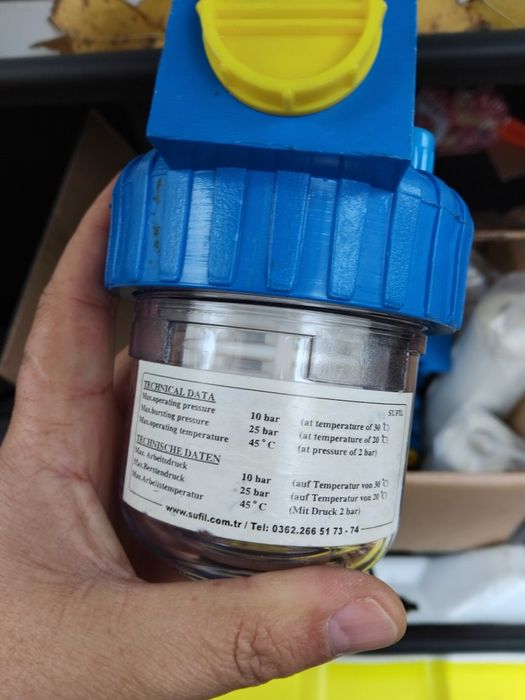 SUFIL
TECHNICAL DATA
Max.operating pressure 10 bar (at temperature of 30 °C)
Max.bursting pressure 25 bar (at temperature of 20 °C)
Max.operating temperature 45°C (at pressure of 2 bar)
TECHNISCHE DATEN
Max. Arbeitsdruck 10 bar (auf Temperatur von 30 °C)
Max.Berstendruck 25 bar (auf Temperatur von 20 °C)
Max.Arbeitstemperatur 45°C (Mit Druck 2 bar)
www.sufil.com.tr / Tel: 0362.266 51 73 - 74